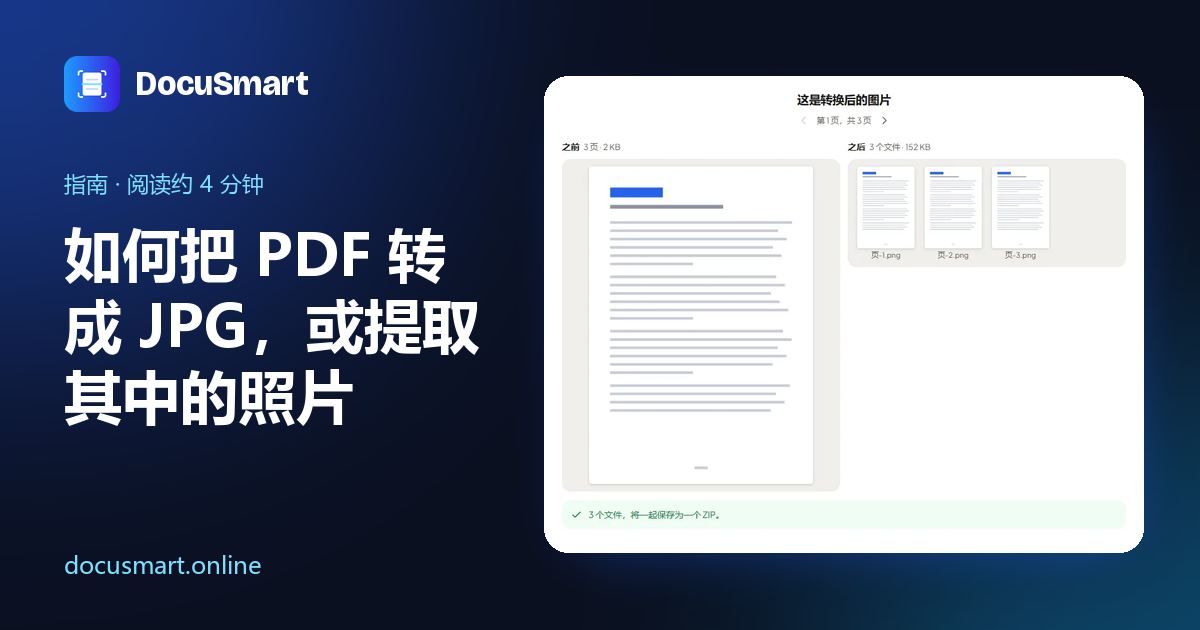 DocuSmart
指南 · 阅读约 4 分钟
如何把 PDF 转
成 JPG，或提取
其中的照片
docusmart.online
这是转换后的图片
第 1 页，共 3 页
之前 3 页 · 2 KB
之后 3 个文件 · 152 KB
页-1.png
页-2.png
页-3.png
3 个文件，将一起保存为一个 ZIP。